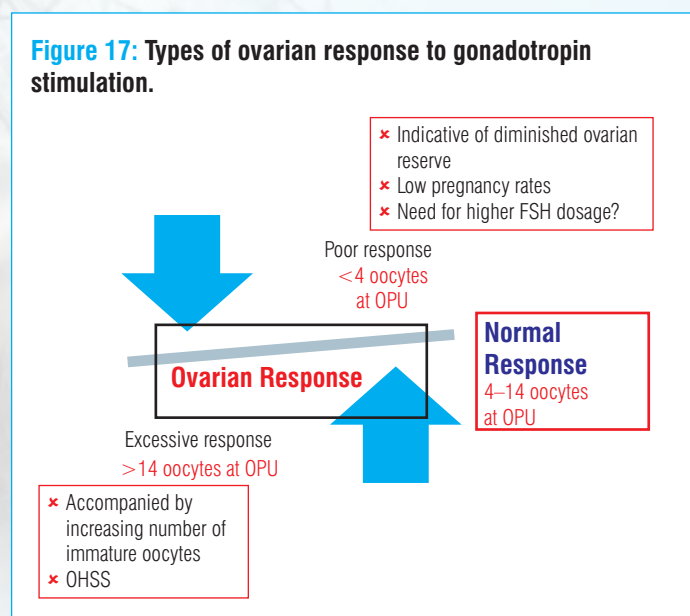 Figure 17: Types of ovarian response to gonadotropin
stimulation.
× Indicative of diminished ovarian
reserve
× Low pregnancy rates
× Need for higher FSH dosage?
Poor response
<4 oocytes
at OPU
Normal
Response
4–14 oocytes
at OPU
Ovarian Response
Excessive response
>14 oocytes at OPU
× Accompanied by
increasing number of
immature oocytes
× OHSS